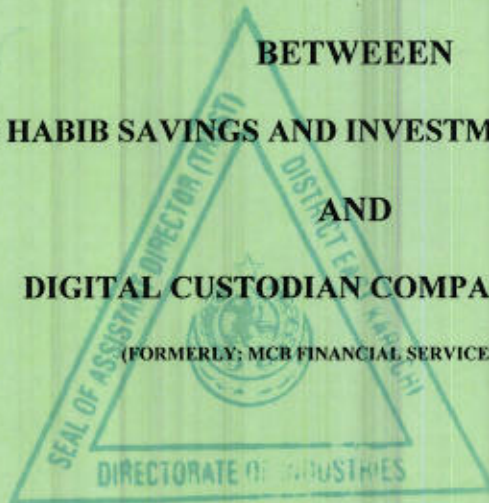 BETWEEEN
HABIB SAVINGS AND INVESTM
AND
DIGITAL CUSTODIAN COMPA
(FORMERLY; MCB FINANCIAL SERVICE
SEAL OF ASSISTANT DIRECTOR (TRUST)
DISTRICT EAST KARACHI
DIRECTORATE OF INDUSTRIES